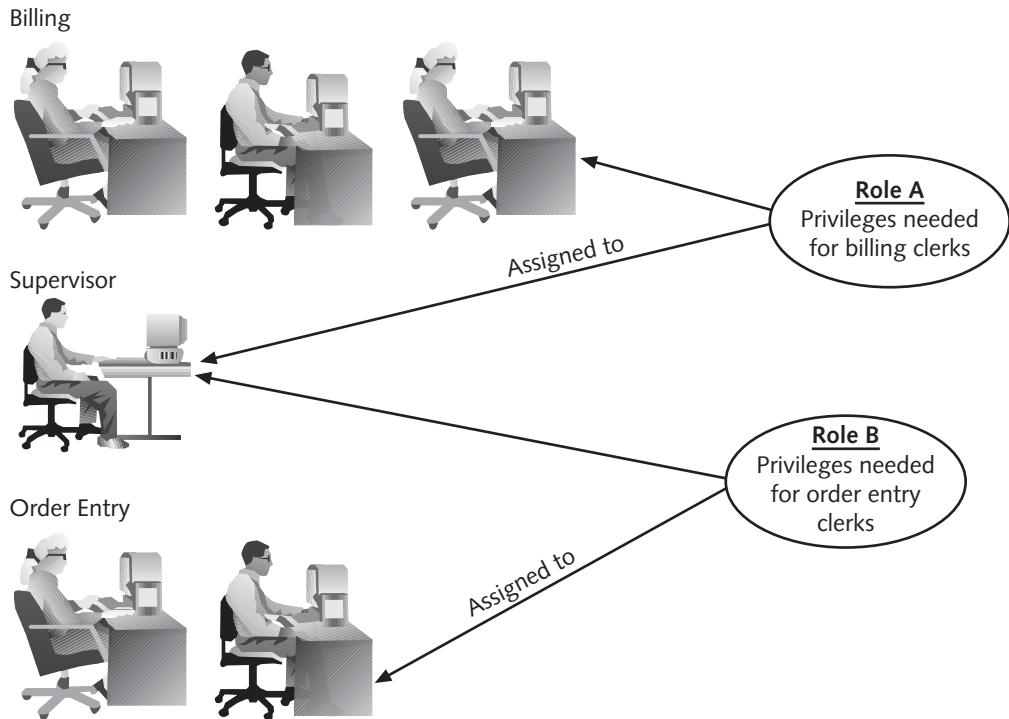 Billing
Role A
Privileges needed
for billing clerks
Assigned to
Supervisor
Role B
Privileges needed
for order entry
clerks
Order Entry
Assigned to